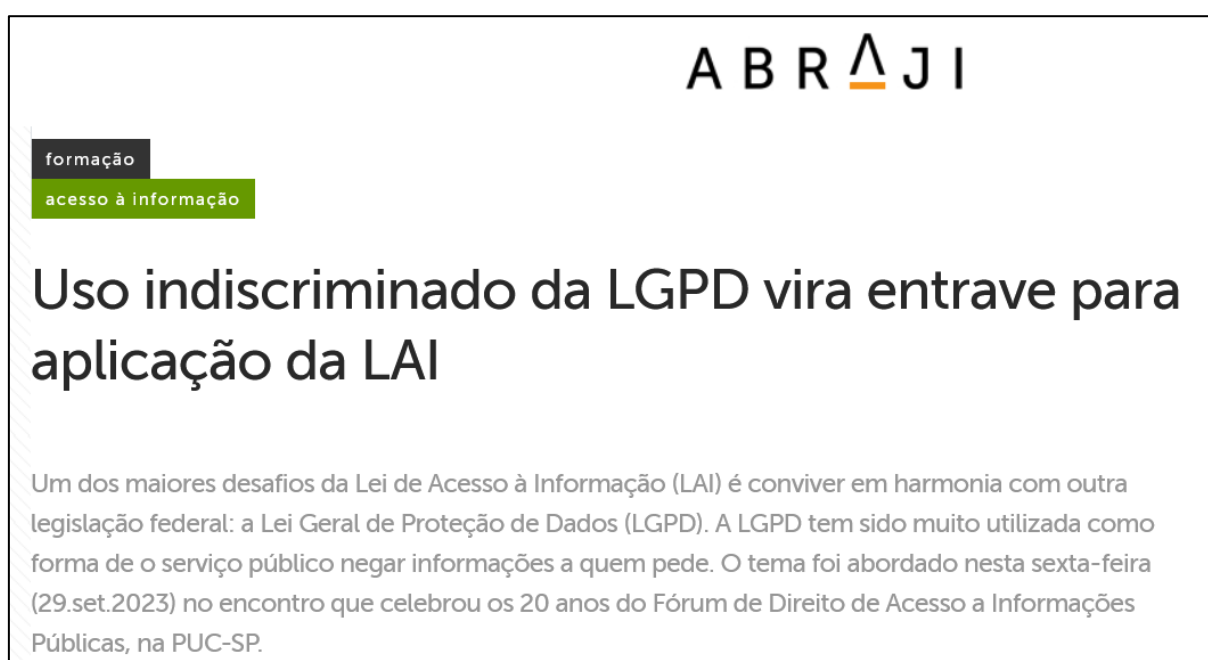 ABRAJI
formação
acesso à informação
Uso indiscriminado da LGPD vira entrave para
aplicação da LAI
Um dos maiores desafios da Lei de Acesso à Informação (LAI) é conviver em harmonia com outra
legislação federal: a Lei Geral de Proteção de Dados (LGPD). A LGPD tem sido muito utilizada como
forma de o serviço público negar informações a quem pede. O tema foi abordado nesta sexta-feira
(29.set.2023) no encontro que celebrou os 20 anos do Fórum de Direito de Acesso a Informações
Públicas, na PUC-SP.